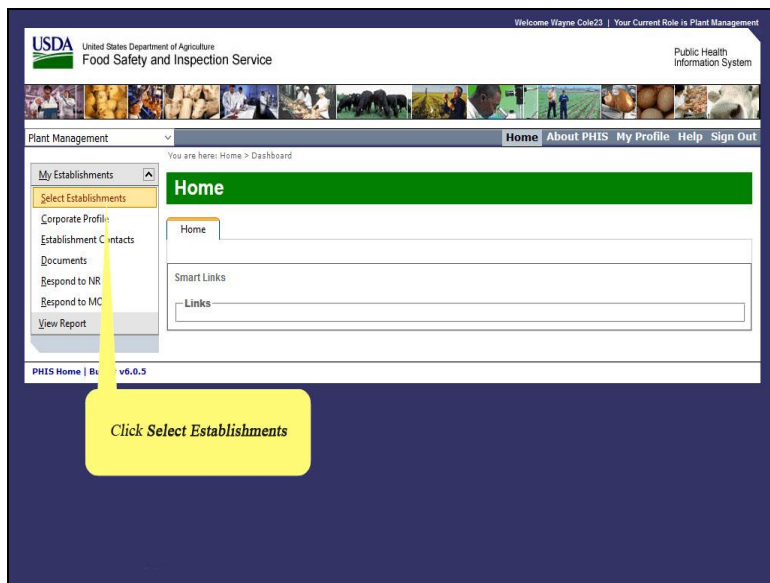 Welcome Wayne Cole23 | Your Current Role is Plant Management
USDA
United States Department of Agriculture
Food Safety and Inspection Service
Public Health
Information System
Plant Management
Home About PHIS My Profile Help Sign Out
You are here: Home > Dashboard
My Establishments
Select Establishments
Corporate Profile
Establishment Contacts
Documents
Respond to NR
Respond to MO
View Report
Home
Home
Smart Links
Links
PHIS Home | v6.0.5
Click Select Establishments